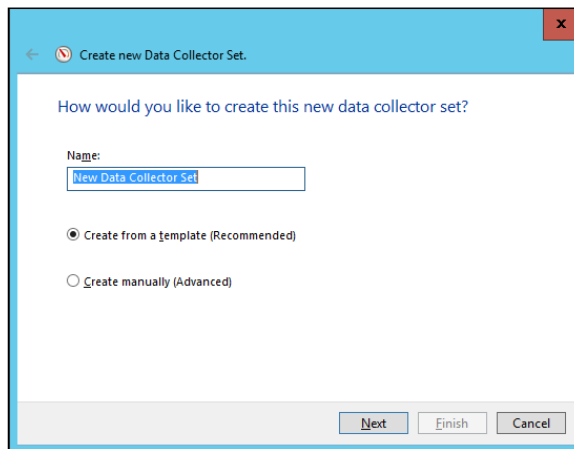 x
Create new Data Collector Set.
How would you like to create this new data collector set?
Name:
New Data Collector Set
Create from a template (Recommended)
Create manually (Advanced)
Next Finish Cancel